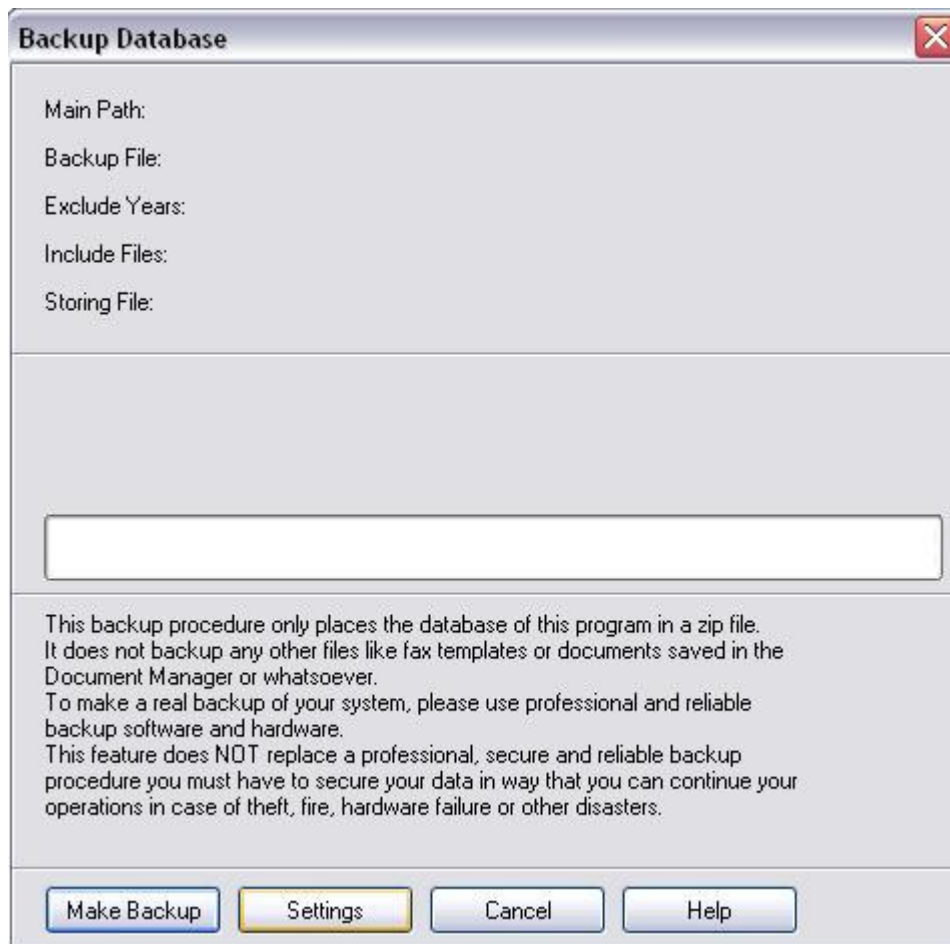 Backup Database
Main Path:
Backup File:
Exclude Years:
Include Files:
Storing File:
This backup procedure only places the database of this program in a zip file.
It does not backup any other files like fax templates or documents saved in the
Document Manager or whatsoever.
To make a real backup of your system, please use professional and reliable
backup software and hardware.
This feature does NOT replace a professional, secure and reliable backup
procedure you must have to secure your data in way that you can continue your
operations in case of theft, fire, hardware failure or other disasters.
Make Backup
Settings
Cancel
Help